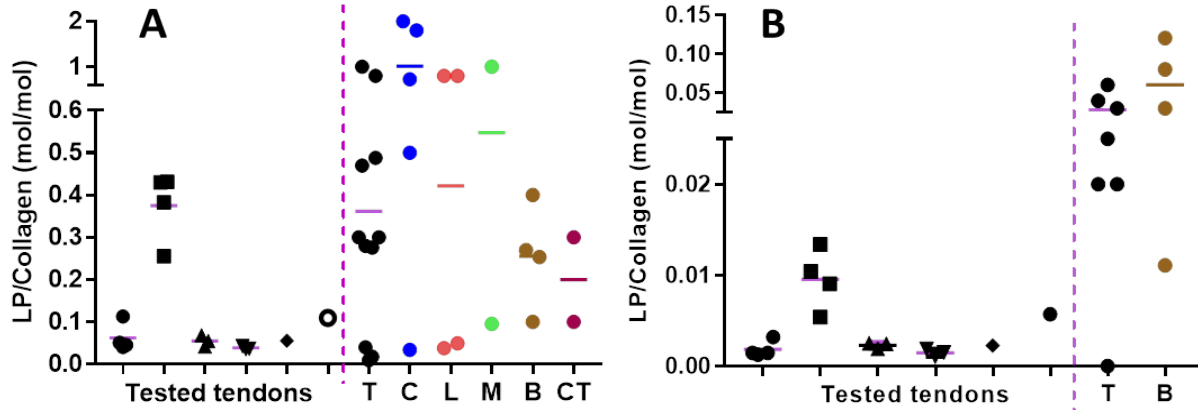 A
LP/Collagen (mol/mol)
2
1
0.6
0.5
0.4
0.3
0.2
0.1
0.0
Tested tendons
T C L M B CT
B
LP/Collagen (mol/mol)
0.15
0.10
0.05
0.02
0.01
0.00
Tested tendons
T B